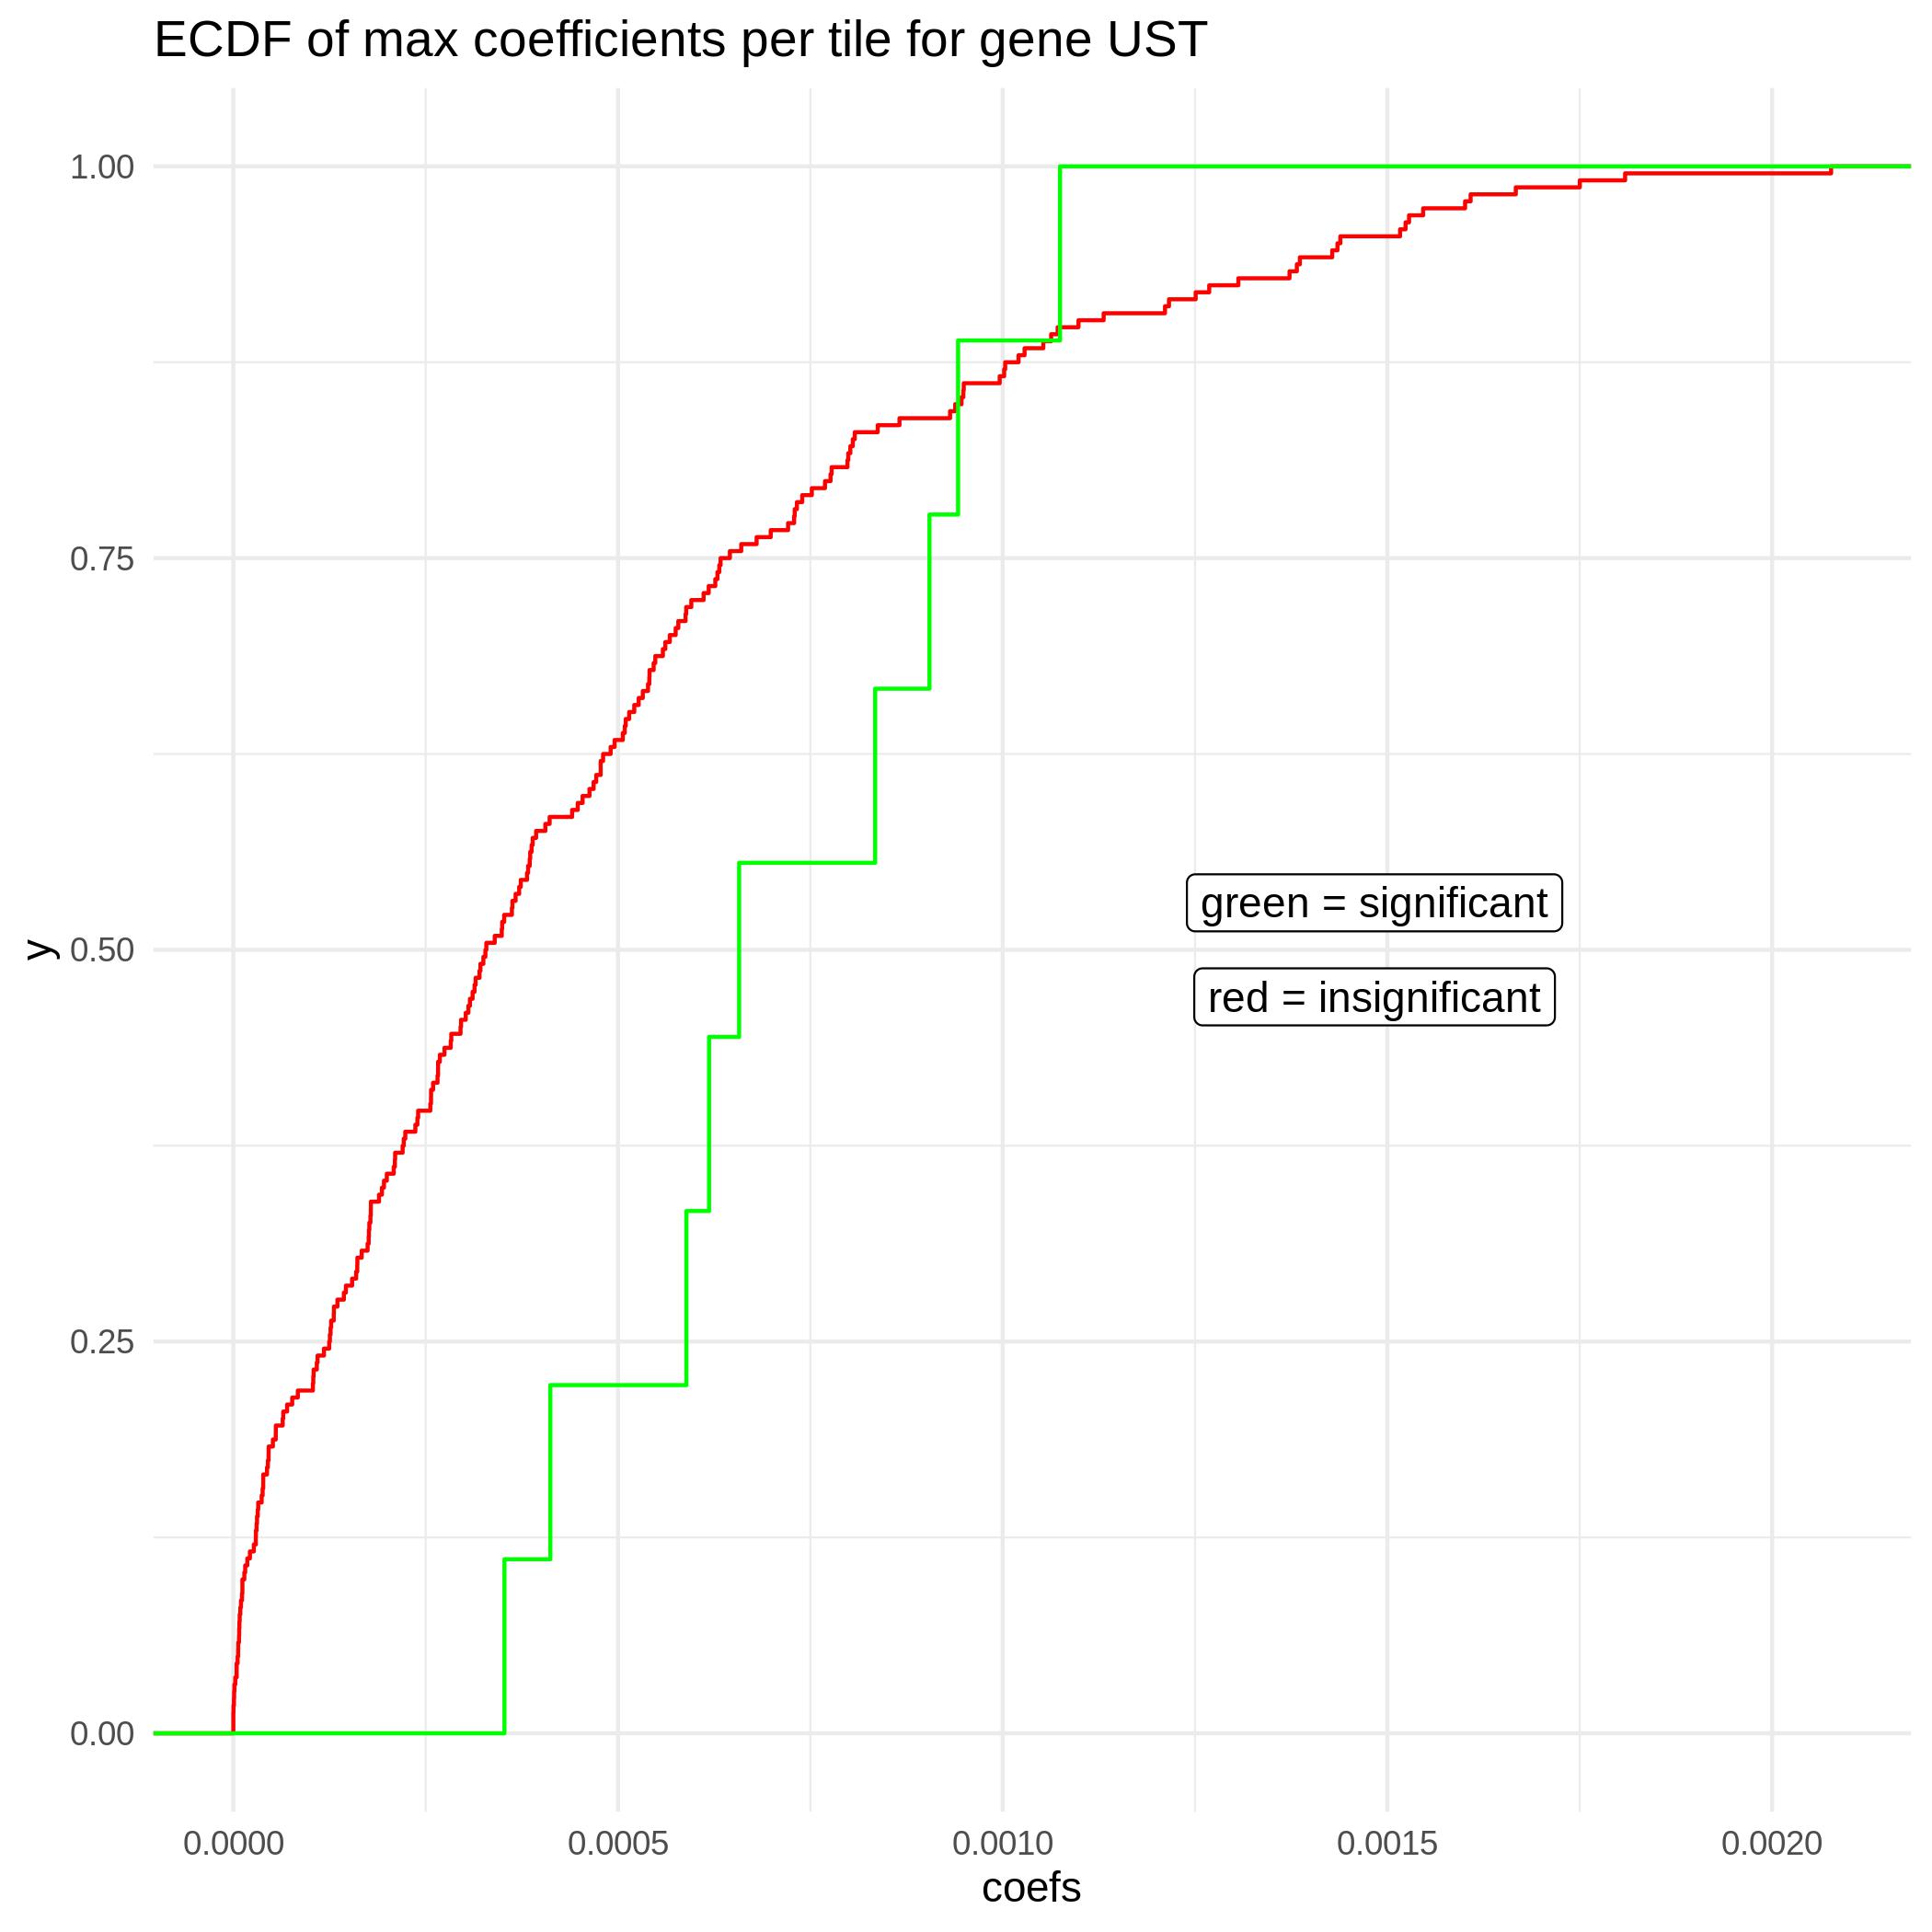 ECDF of max coefficients per tile for gene UST
1.00
0.75
0.50
0.25
0.00
y
green = significant
red = insignificant
0.0000 0.0005 0.0010 0.0015 0.0020
coefs